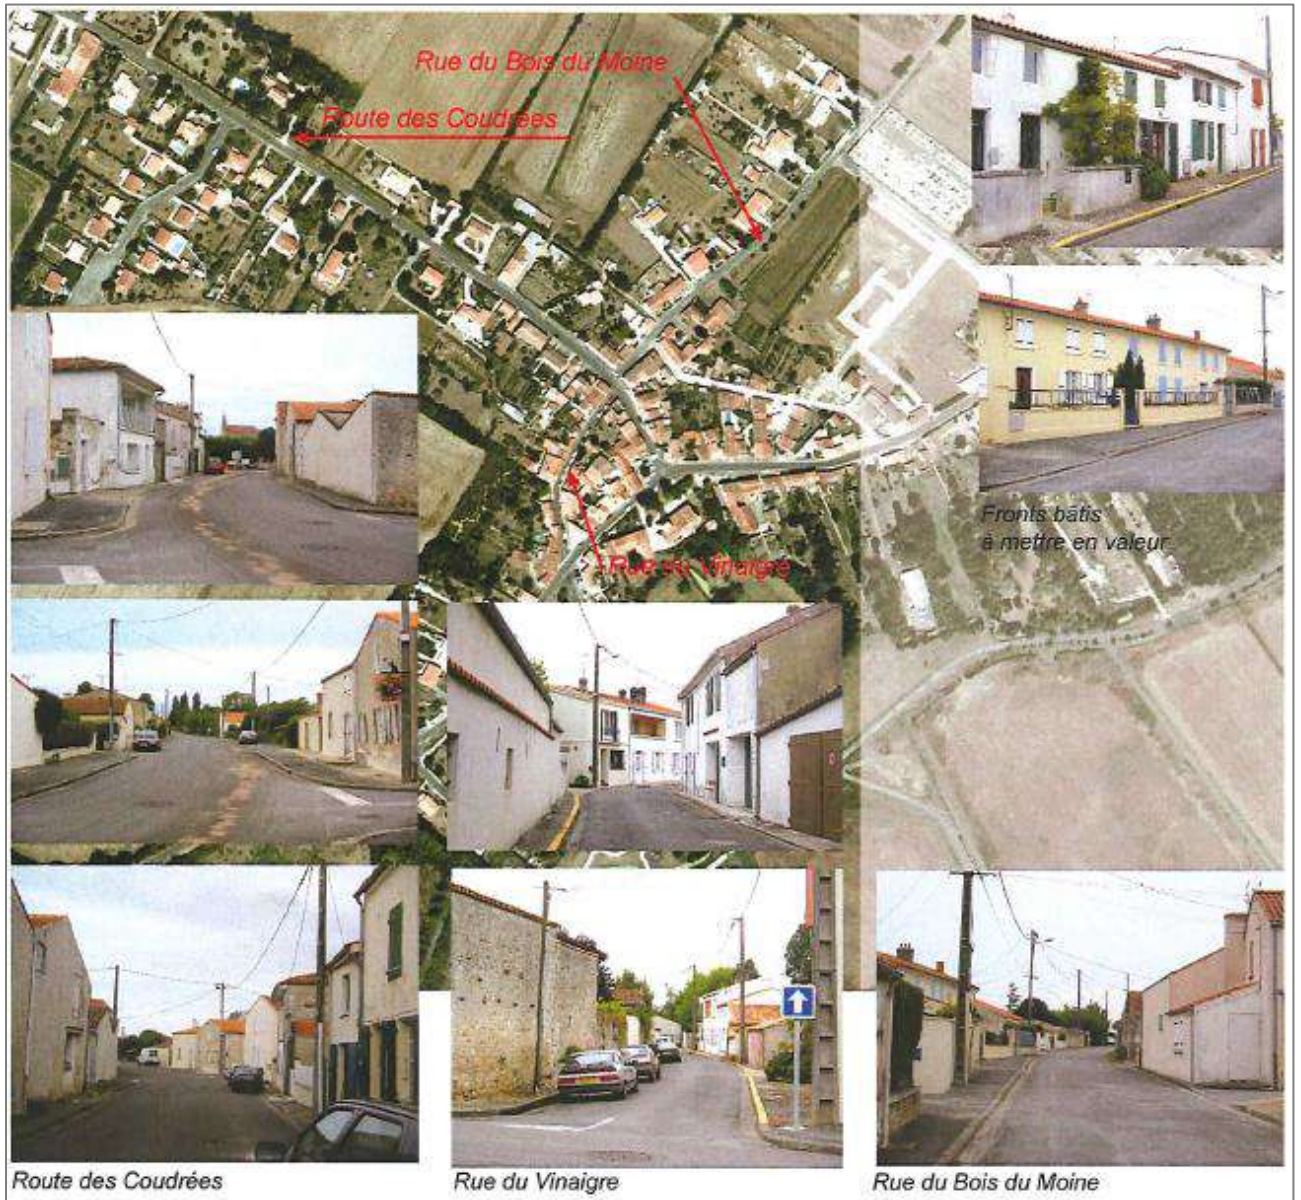 Rue du Bois du Moine
Route des Coudrées
Fronts bâtis
à mettre en valeur
Rue du Vinaigre
Route des Coudrées
Rue du Vinaigre
Rue du Bois du Moine